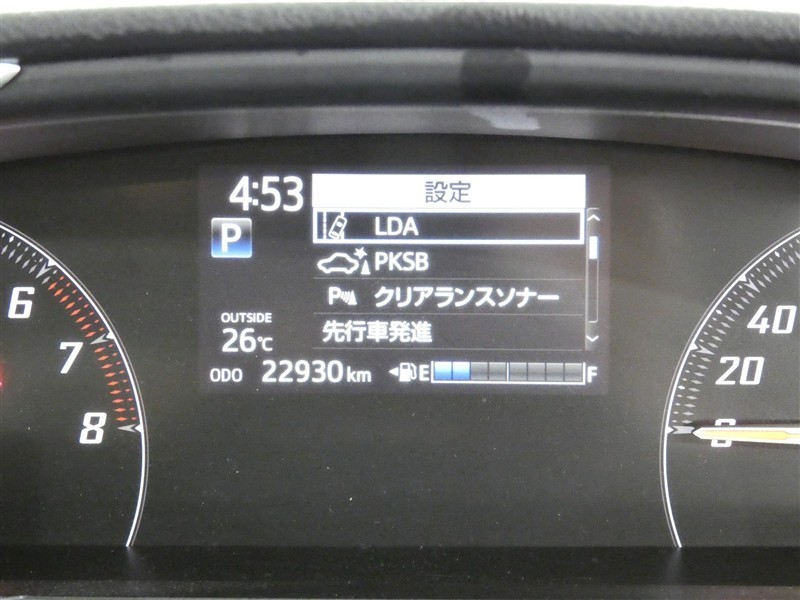 4:53 設定
P LDA
PKSB
P クリアランスソナー
OUTSIDE
26℃
先行車発進
ODO 22930 km E F
6
7
8
40
20
0